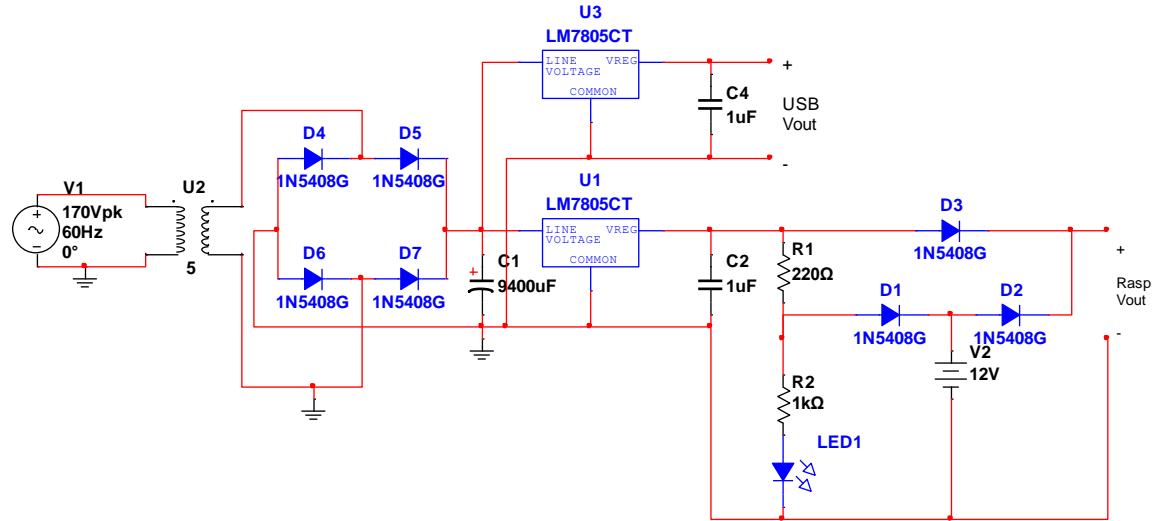 U3
LM7805CT
LINE VREG
VOLTAGE
COMMON
+
C4
1uF
USB
Vout
-
D4
D5
1N5408G
1N5408G
V1
170Vpk
60Hz
0°
+
~
−
U2
5
D6
D7
1N5408G
1N5408G
+
C1
9400uF
U1
LM7805CT
LINE VREG
VOLTAGE
COMMON
C2
1uF
R1
220Ω
D3
1N5408G
+
Rasp
Vout
-
D1
D2
1N5408G
1N5408G
V2
12V
R2
1kΩ
LED1